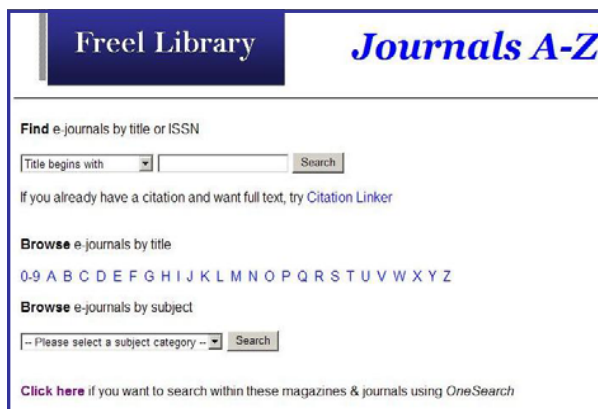 Freel Library
Journals A-Z
Find e-journals by title or ISSN
Title begins with Search
If you already have a citation and want full text, try Citation Linker
Browse e-journals by title
0-9 A B C D E F G H I J K L M N O P Q R S T U V W X Y Z
Browse e-journals by subject
-- Please select a subject category -- Search
Click here if you want to search within these magazines & journals using OneSearch